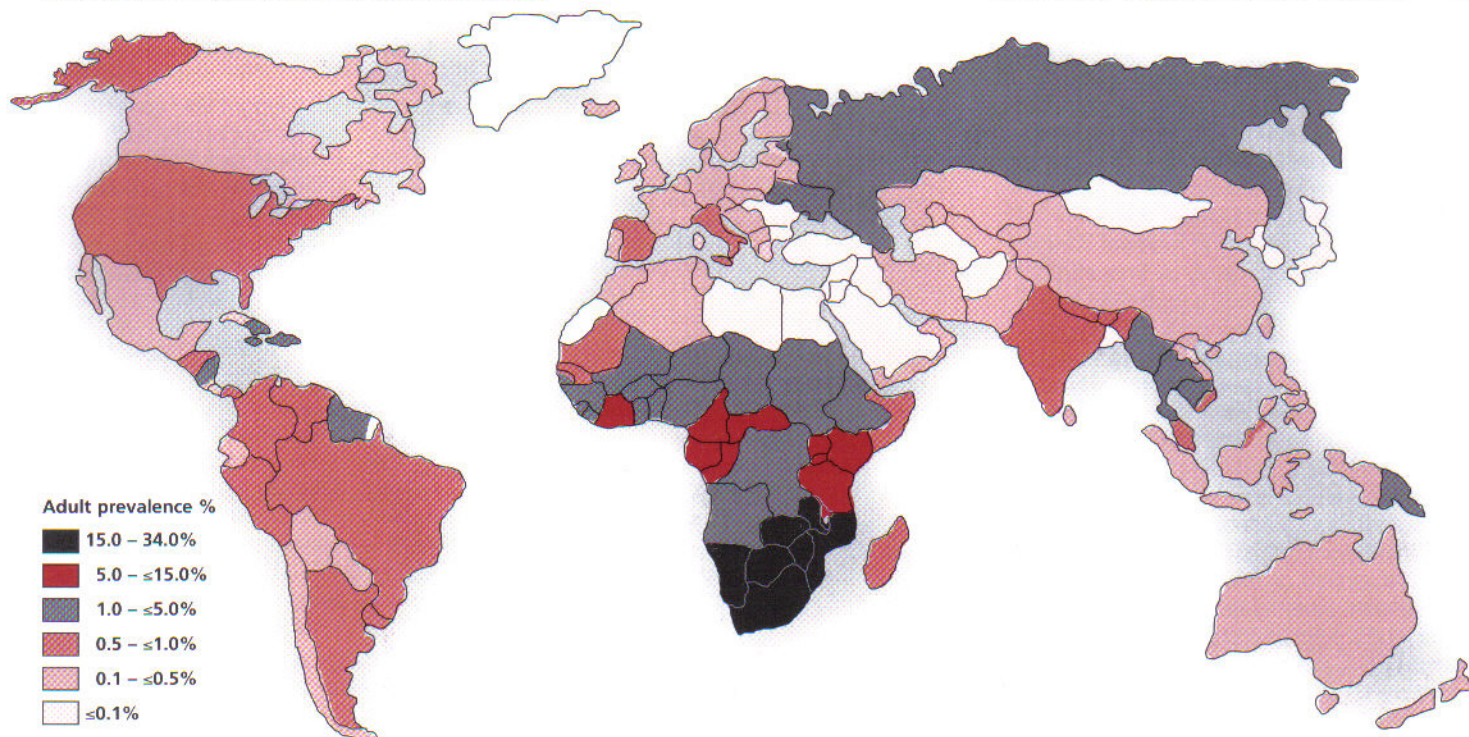 Adult prevalence %
15.0 – 34.0%
5.0 – ≤15.0%
1.0 – ≤5.0%
0.5 – ≤1.0%
0.1 – ≤0.5%
≤0.1%